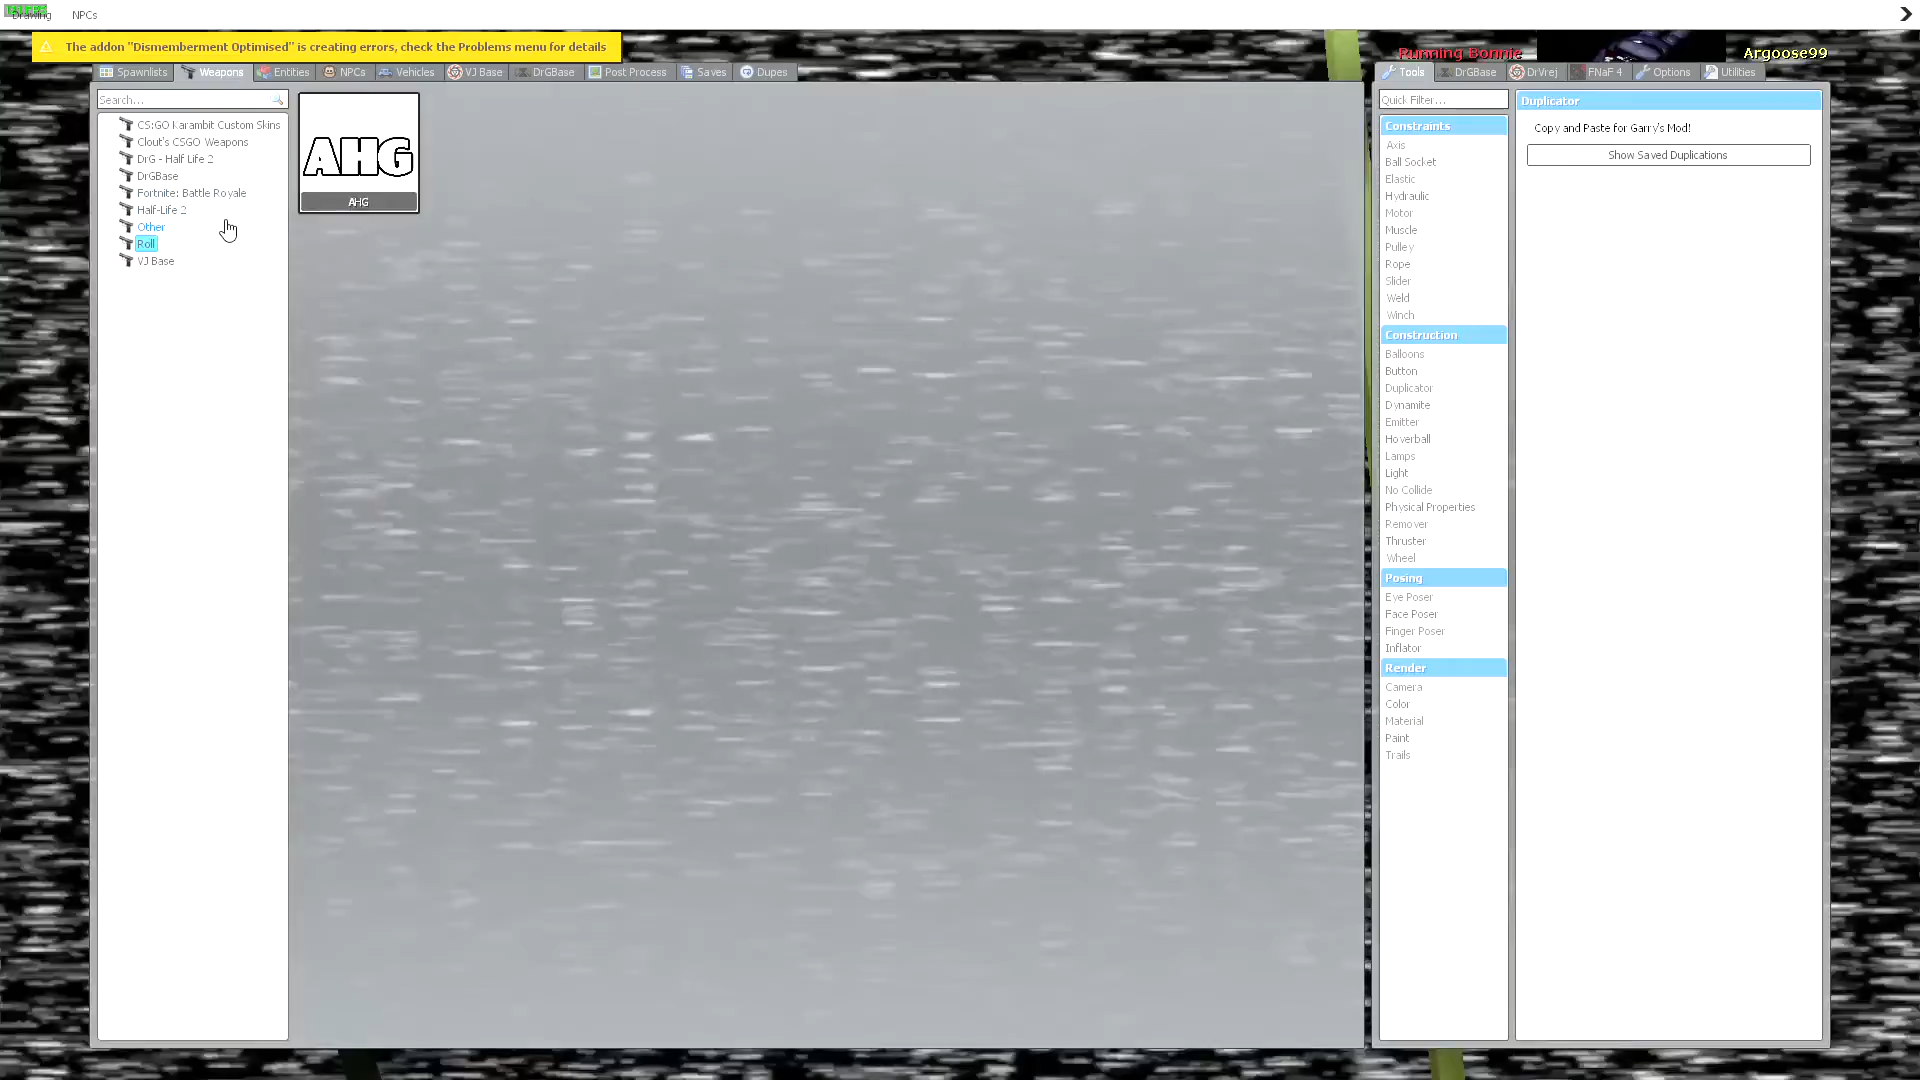 Drawing NPCs
The addon "Dismemberment Optimised" is creating errors, check the Problems menu for details
Running Bonnie
Argoose99
Spawnlists Weapons Entities NPCs Vehicles VJ Base DrGBase Post Process Saves Dupes
Tools DrGBase DrVrej FNaF 4 Options Utilities
Search...
CS:GO Karambit Custom Skins
Clout's CSGO Weapons
DrG - Half Life 2
DrGBase
Fortnite: Battle Royale
Half-Life 2
Other
Roll
VJ Base
AHG
AHG
Quick Filter...
Constraints
Axis
Ball Socket
Elastic
Hydraulic
Motor
Muscle
Pulley
Rope
Slider
Weld
Winch
Construction
Balloons
Button
Duplicator
Dynamite
Emitter
Hoverball
Lamps
Light
No Collide
Physical Properties
Remover
Thruster
Wheel
Posing
Eye Poser
Face Poser
Finger Poser
Inflator
Render
Camera
Color
Material
Paint
Trails
Duplicator
Copy and Paste for Garry's Mod!
Show Saved Duplications